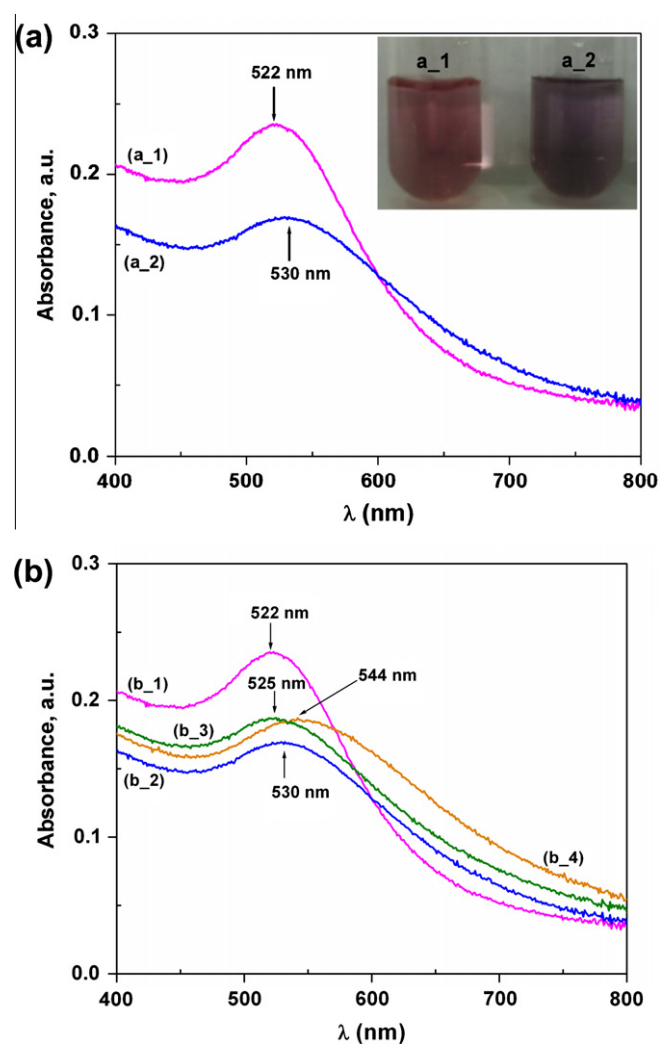 (a)
0.3
0.2
0.1
0.0
Absorbance, a.u.
522 nm
(a_1)
(a_2)
530 nm
a_1
a_2
400
500
600
700
800
λ (nm)
(b)
0.3
0.2
0.1
0.0
Absorbance, a.u.
522 nm
(b_1)
525 nm
544 nm
(b_3)
(b_2)
530 nm
(b_4)
400
500
600
700
800
λ (nm)